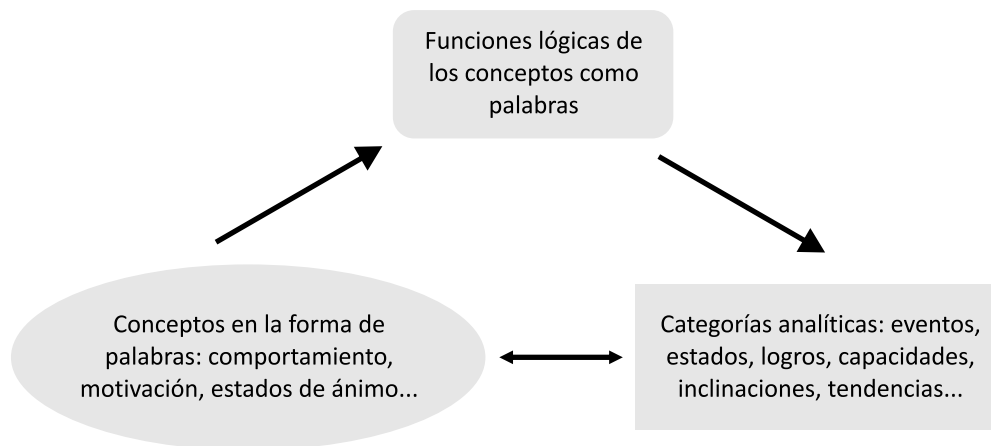 Funciones lógicas de
los conceptos como
palabras
Conceptos en la forma de
palabras: comportamiento,
motivación, estados de ánimo...
Categorías analíticas: eventos,
estados, logros, capacidades,
inclinaciones, tendencias...